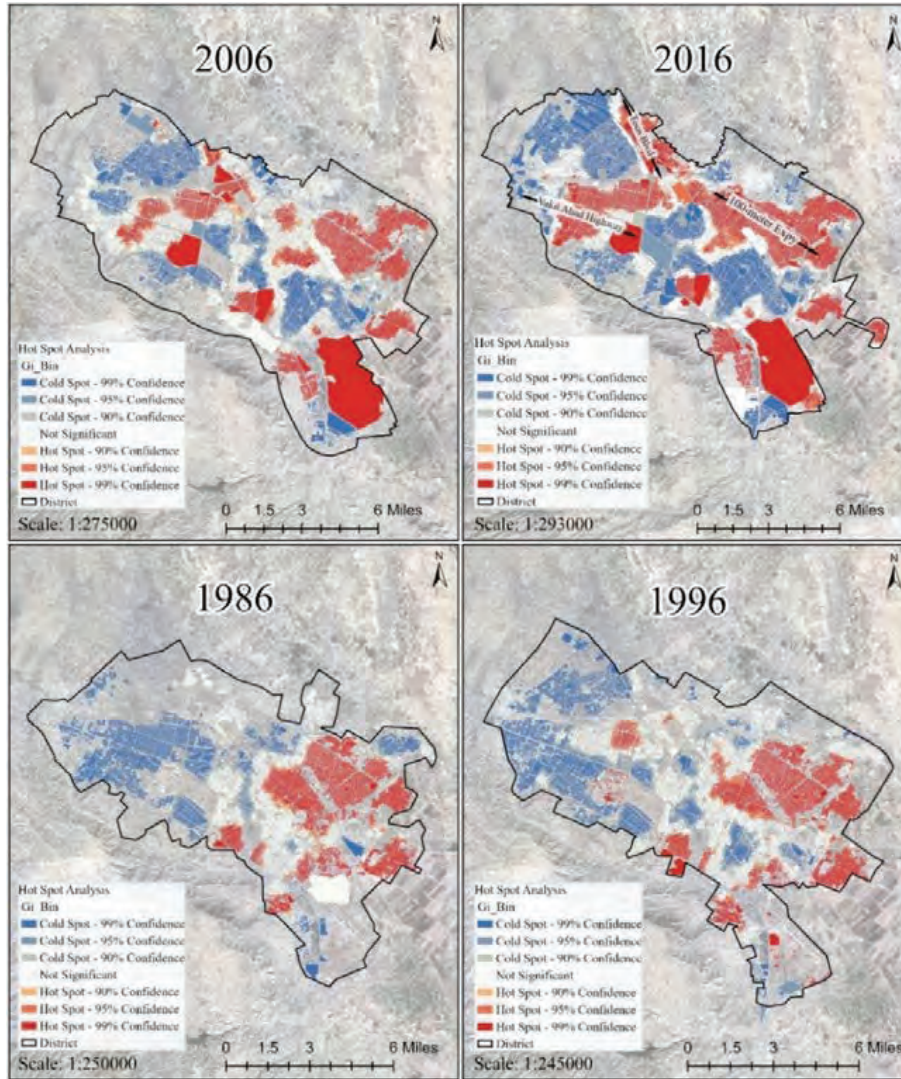 N
2006
Hot Spot Analysis
Gi_Bin
Cold Spot - 99% Confidence
Cold Spot - 95% Confidence
Cold Spot - 90% Confidence
Not Significant
Hot Spot - 90% Confidence
Hot Spot - 95% Confidence
Hot Spot - 99% Confidence
District
Scale: 1:275000
0 1.5 3 6 Miles
N
2016
Vakil Abad Highway
100-meter Expy
Hot Spot Analysis
Gi_Bin
Cold Spot - 99% Confidence
Cold Spot - 95% Confidence
Cold Spot - 90% Confidence
Not Significant
Hot Spot - 90% Confidence
Hot Spot - 95% Confidence
Hot Spot - 99% Confidence
District
Scale: 1:293000
0 1.5 3 6 Miles
N
1986
Hot Spot Analysis
Gi_Bin
Cold Spot - 99% Confidence
Cold Spot - 95% Confidence
Cold Spot - 90% Confidence
Not Significant
Hot Spot - 90% Confidence
Hot Spot - 95% Confidence
Hot Spot - 99% Confidence
District
Scale: 1:250000
0 1.5 3 6 Miles
N
1996
Hot Spot Analysis
Gi_Bin
Cold Spot - 99% Confidence
Cold Spot - 95% Confidence
Cold Spot - 90% Confidence
Not Significant
Hot Spot - 90% Confidence
Hot Spot - 95% Confidence
Hot Spot - 99% Confidence
District
Scale: 1:245000
0 1.5 3 6 Miles